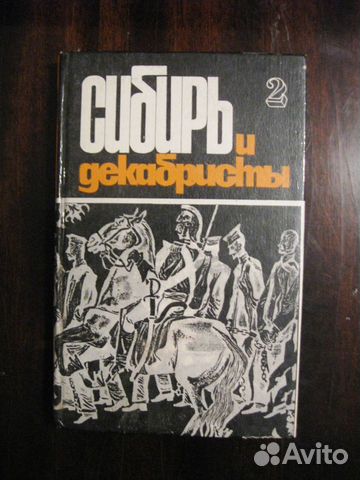 Сибирь 2
и
декабристы
Avito